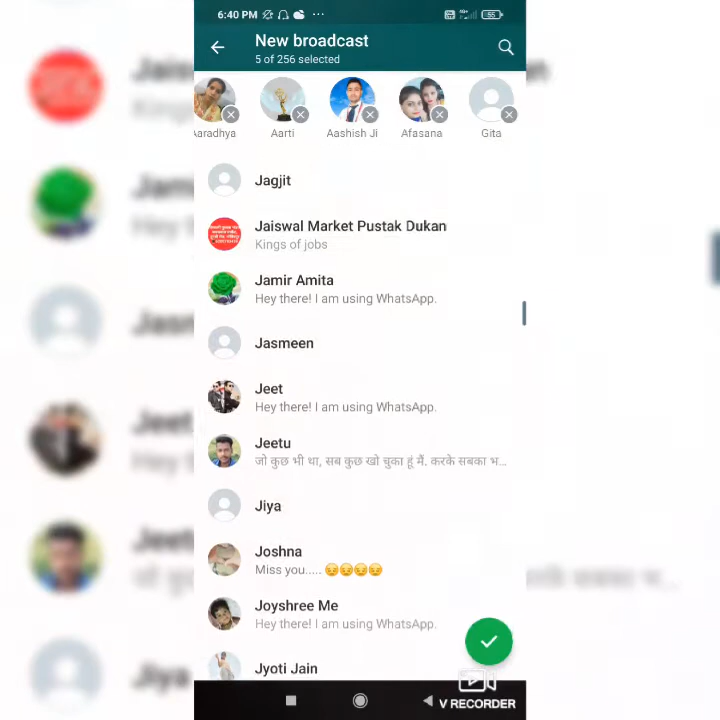 6:40 PM
55
New broadcast
5 of 256 selected
Aaradhya
Aarti
Aashish Ji
Afasana
Gita
Jagjit
Jaiswal Market Pustak Dukan
Kings of jobs
Jamir Amita
Hey there! I am using WhatsApp.
Jasmeen
Jeet
Hey there! I am using WhatsApp.
Jeetu
जो कुछ भी था, सब कुछ खो चुका हूं मैं. करके सबका भ...
Jiya
Joshna
Miss you..... 😔😔😔😔
Joyshree Me
Hey there! I am using WhatsApp.
Jyoti Jain
V RECORDER